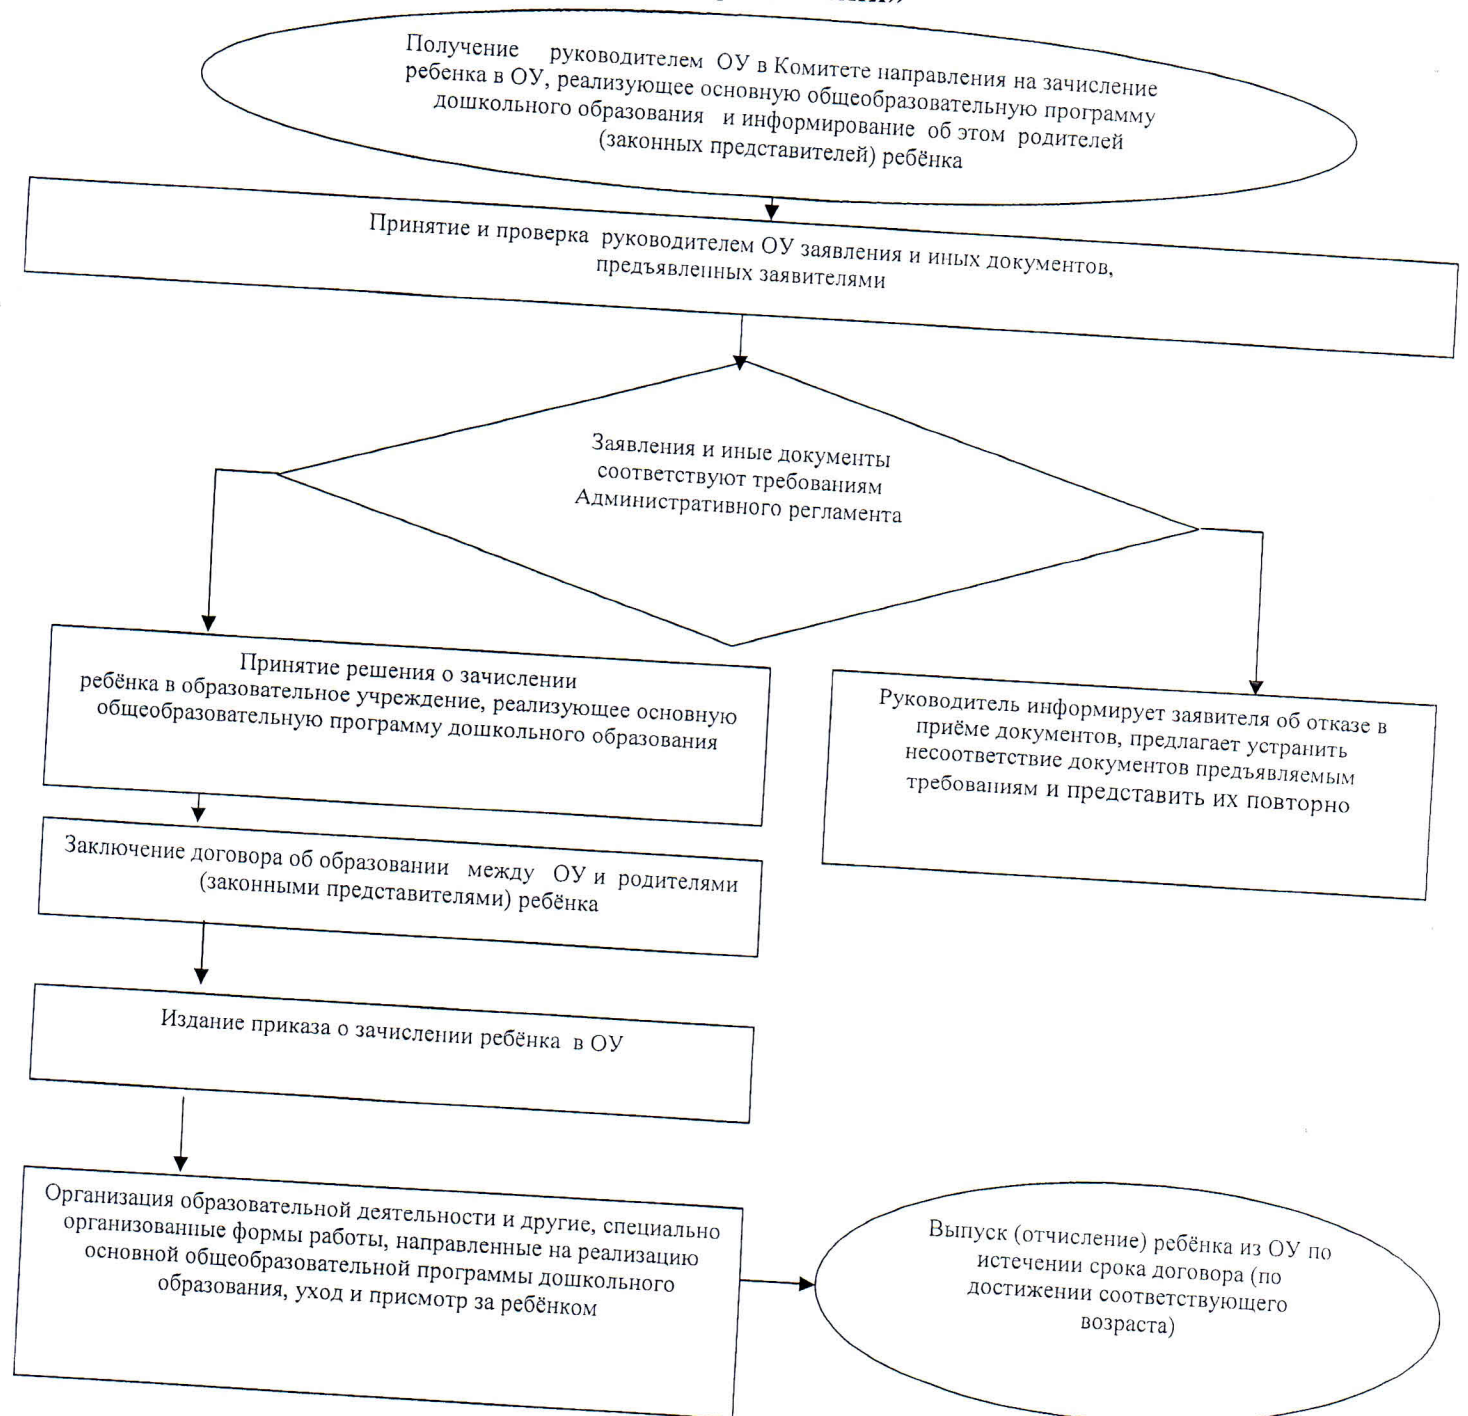 Получение руководителем ОУ в Комитете направления на зачисление
ребенка в ОУ, реализующее основную общеобразовательную программу
дошкольного образования и информирование об этом родителей
(законных представителей) ребёнка
Принятие и проверка руководителем ОУ заявления и иных документов,
предъявленных заявителями
Заявления и иные документы
соответствуют требованиям
Административного регламента
Принятие решения о зачислении
ребёнка в образовательное учреждение, реализующее основную
общеобразовательную программу дошкольного образования
Руководитель информирует заявителя об отказе в
приёме документов, предлагает устранить
несоответствие документов предъявляемым
требованиям и представить их повторно
Заключение договора об образовании между ОУ и родителями
(законными представителями) ребёнка
Издание приказа о зачислении ребёнка в ОУ
Организация образовательной деятельности и другие, специально
организованные формы работы, направленные на реализацию
основной общеобразовательной программы дошкольного
образования, уход и присмотр за ребёнком
Выпуск (отчисление) ребёнка из ОУ по
истечении срока договора (по
достижении соответствующего
возраста)